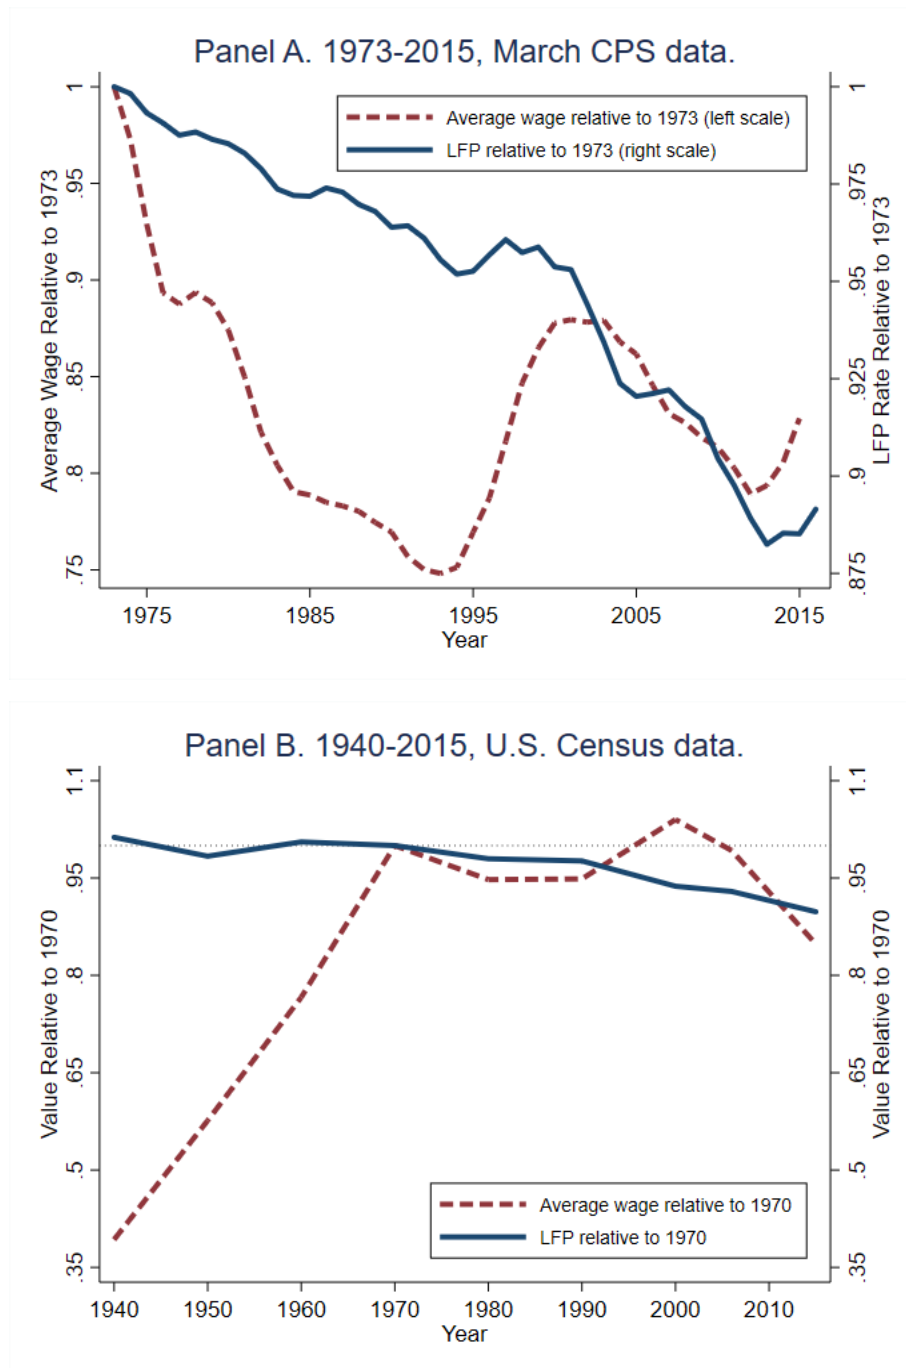 Panel A. 1973-2015, March CPS data.
Average wage relative to 1973 (left scale)
LFP relative to 1973 (right scale)
Average Wage Relative to 1973
1
.95
.9
.85
.8
.75
LFP Rate Relative to 1973
1
.975
.95
.925
.9
.875
1975 1985 1995 2005 2015
Year
Panel B. 1940-2015, U.S. Census data.
Value Relative to 1970
1.1
.95
.8
.65
.5
.35
Value Relative to 1970
1.1
.95
.8
.65
.5
.35
Average wage relative to 1970
LFP relative to 1970
1940 1950 1960 1970 1980 1990 2000 2010
Year